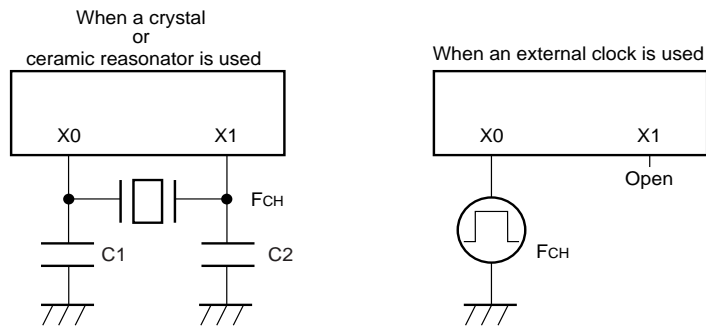 When a crystal
or
ceramic reasonator is used
X0 X1
FCH
C1 C2
When an external clock is used
X0 X1
Open
FCH